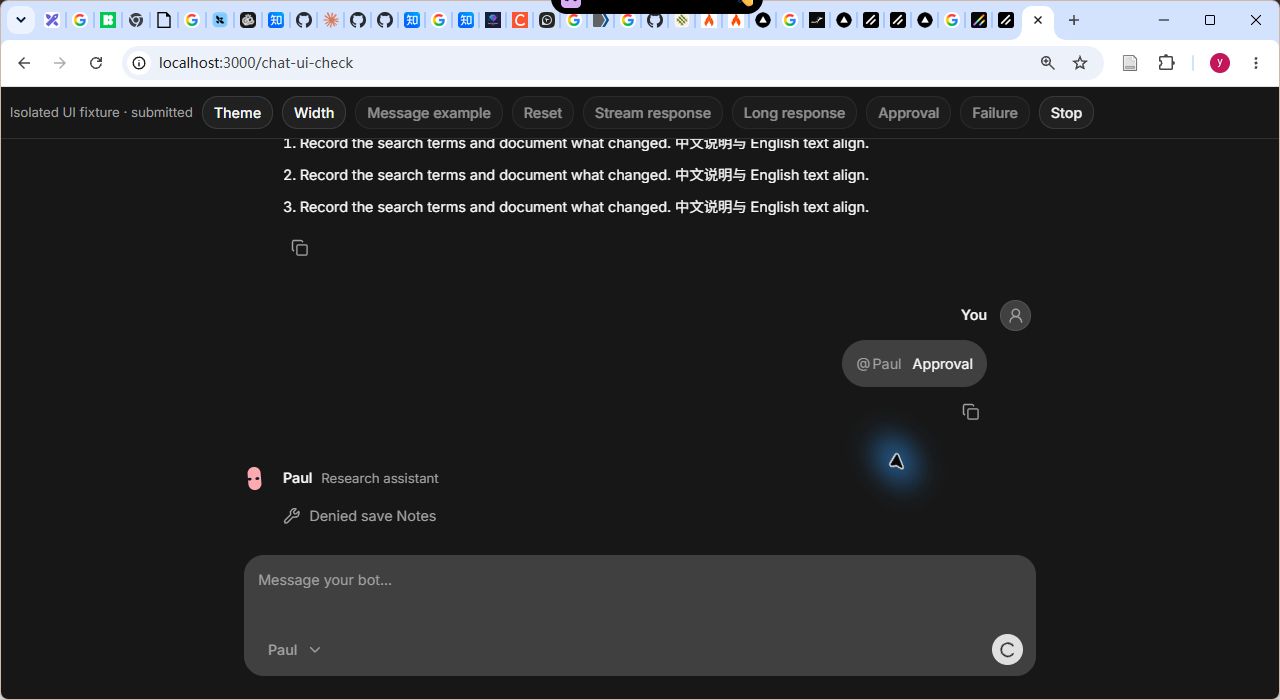 localhost:3000/chat-ui-check
y
Isolated UI fixture · submitted
Theme
Width
Message example
Reset
Stream response
Long response
Approval
Failure
Stop
1. Record the search terms and document what changed. 中文说明与 English text align.
2. Record the search terms and document what changed. 中文说明与 English text align.
3. Record the search terms and document what changed. 中文说明与 English text align.
You
@Paul Approval
Paul Research assistant
Denied save Notes
Message your bot...
Paul